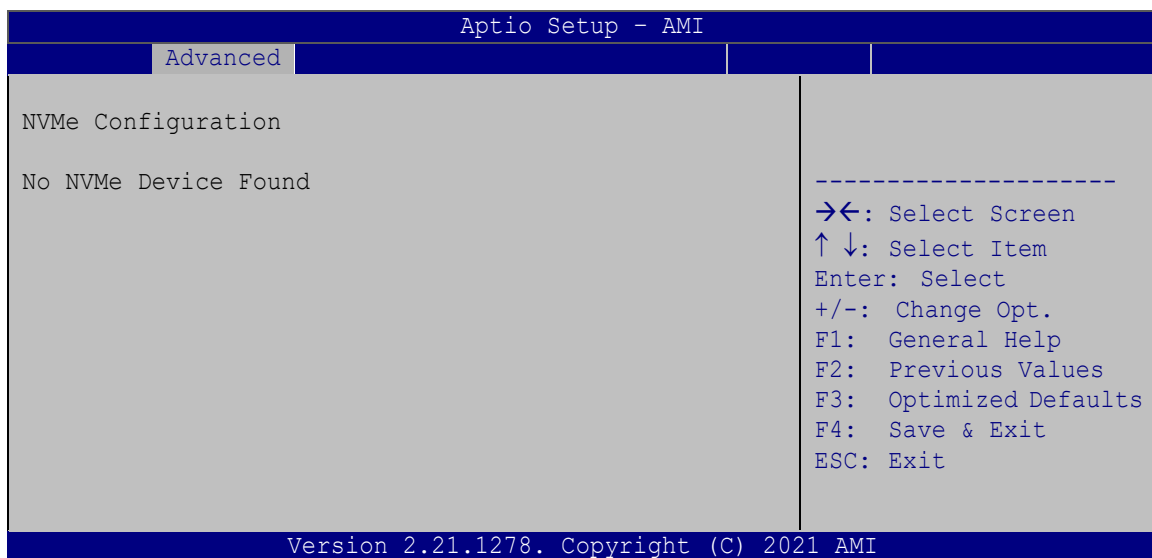 Aptio Setup – AMI
Advanced
NVMe Configuration
No NVMe Device Found
---------------------
→←: Select Screen
↑ ↓: Select Item
Enter: Select
+/-: Change Opt.
F1: General Help
F2: Previous Values
F3: Optimized Defaults
F4: Save & Exit
ESC: Exit
Version 2.21.1278. Copyright (C) 2021 AMI